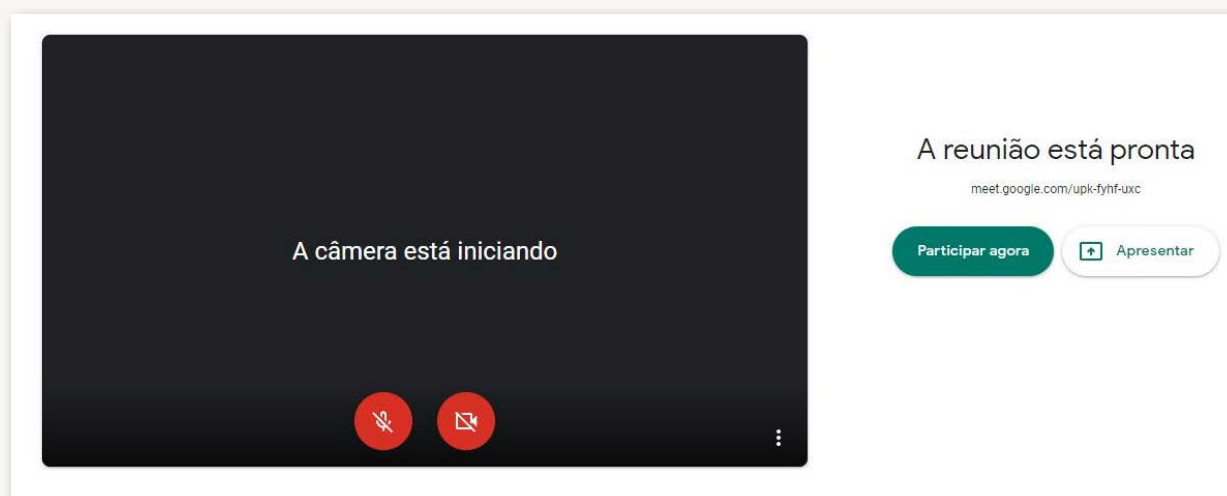 A câmera está iniciando
A reunião está pronta
meet.google.com/upk-fyhf-uxc
Participar agora
Apresentar